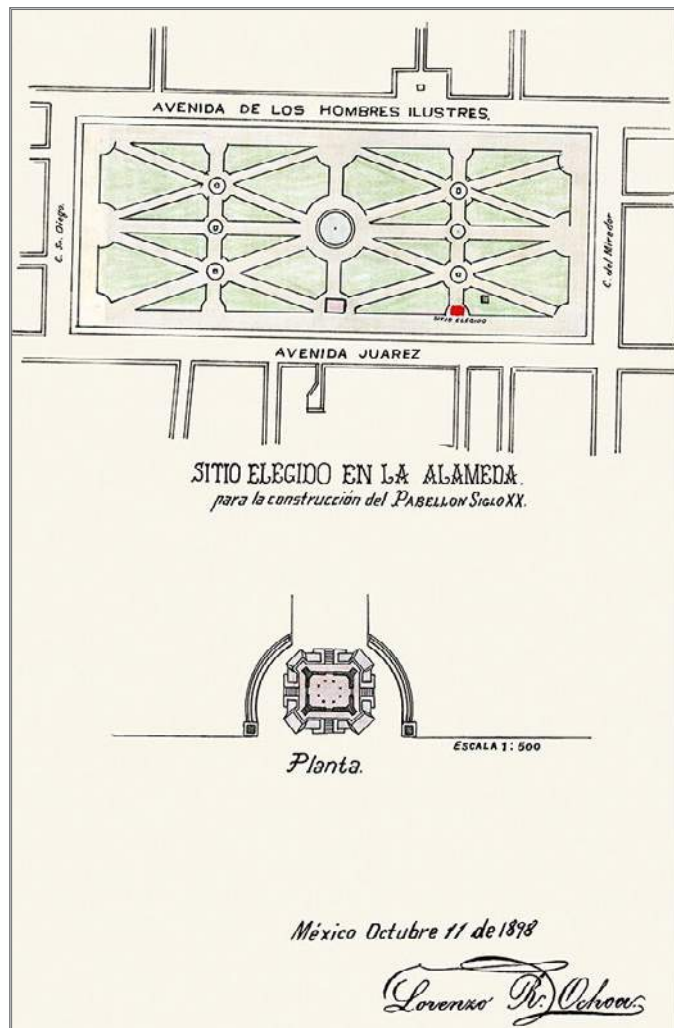 AVENIDA DE LOS HOMBRES ILUSTRES.
C. Sn. Diego.
C. del Mirador
SITIO ELEGIDO
AVENIDA JUAREZ
SITIO ELEGIDO EN LA ALAMEDA.
para la construcción del PABELLON SIGLO XX.
ESCALA 1:500
Planta.
México Octubre 11 de 1898
Lorenzo R. Ochoa